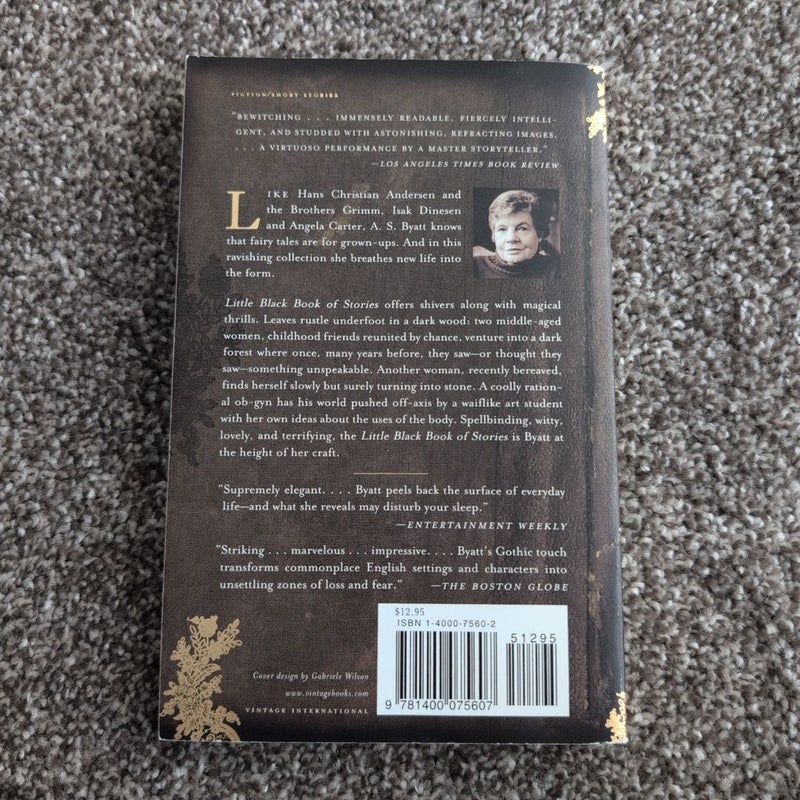 FICTION/SHORT STORIES
"BEWITCHING . . . IMMENSELY READABLE, FIERCELY INTELLI-
GENT, AND STUDDED WITH ASTONISHING, REFRACTING IMAGES.
. . . A VIRTUOSO PERFORMANCE BY A MASTER STORYTELLER."
—LOS ANGELES TIMES BOOK REVIEW
LIKE Hans Christian Andersen and
the Brothers Grimm, Isak Dinesen
and Angela Carter, A. S. Byatt knows
that fairy tales are for grown-ups. And in this
ravishing collection she breathes new life into
the form.
Little Black Book of Stories offers shivers along with magical
thrills. Leaves rustle underfoot in a dark wood: two middle-aged
women, childhood friends reunited by chance, venture into a dark
forest where once, many years before, they saw—or thought they
saw—something unspeakable. Another woman, recently bereaved,
finds herself slowly but surely turning into stone. A coolly ration-
al ob-gyn has his world pushed off-axis by a waiflike art student
with her own ideas about the uses of the body. Spellbinding, witty,
lovely, and terrifying, the Little Black Book of Stories is Byatt at
the height of her craft.
"Supremely elegant. . . . Byatt peels back the surface of everyday
life—and what she reveals may disturb your sleep."
—ENTERTAINMENT WEEKLY
"Striking . . . marvelous . . . impressive. . . . Byatt's Gothic touch
transforms commonplace English settings and characters into
unsettling zones of loss and fear." —THE BOSTON GLOBE
$12.95
ISBN 1-4000-7560-2
51295
9 781400 075607
Cover design by Gabriele Wilson
www.vintagebooks.com
VINTAGE INTERNATIONAL